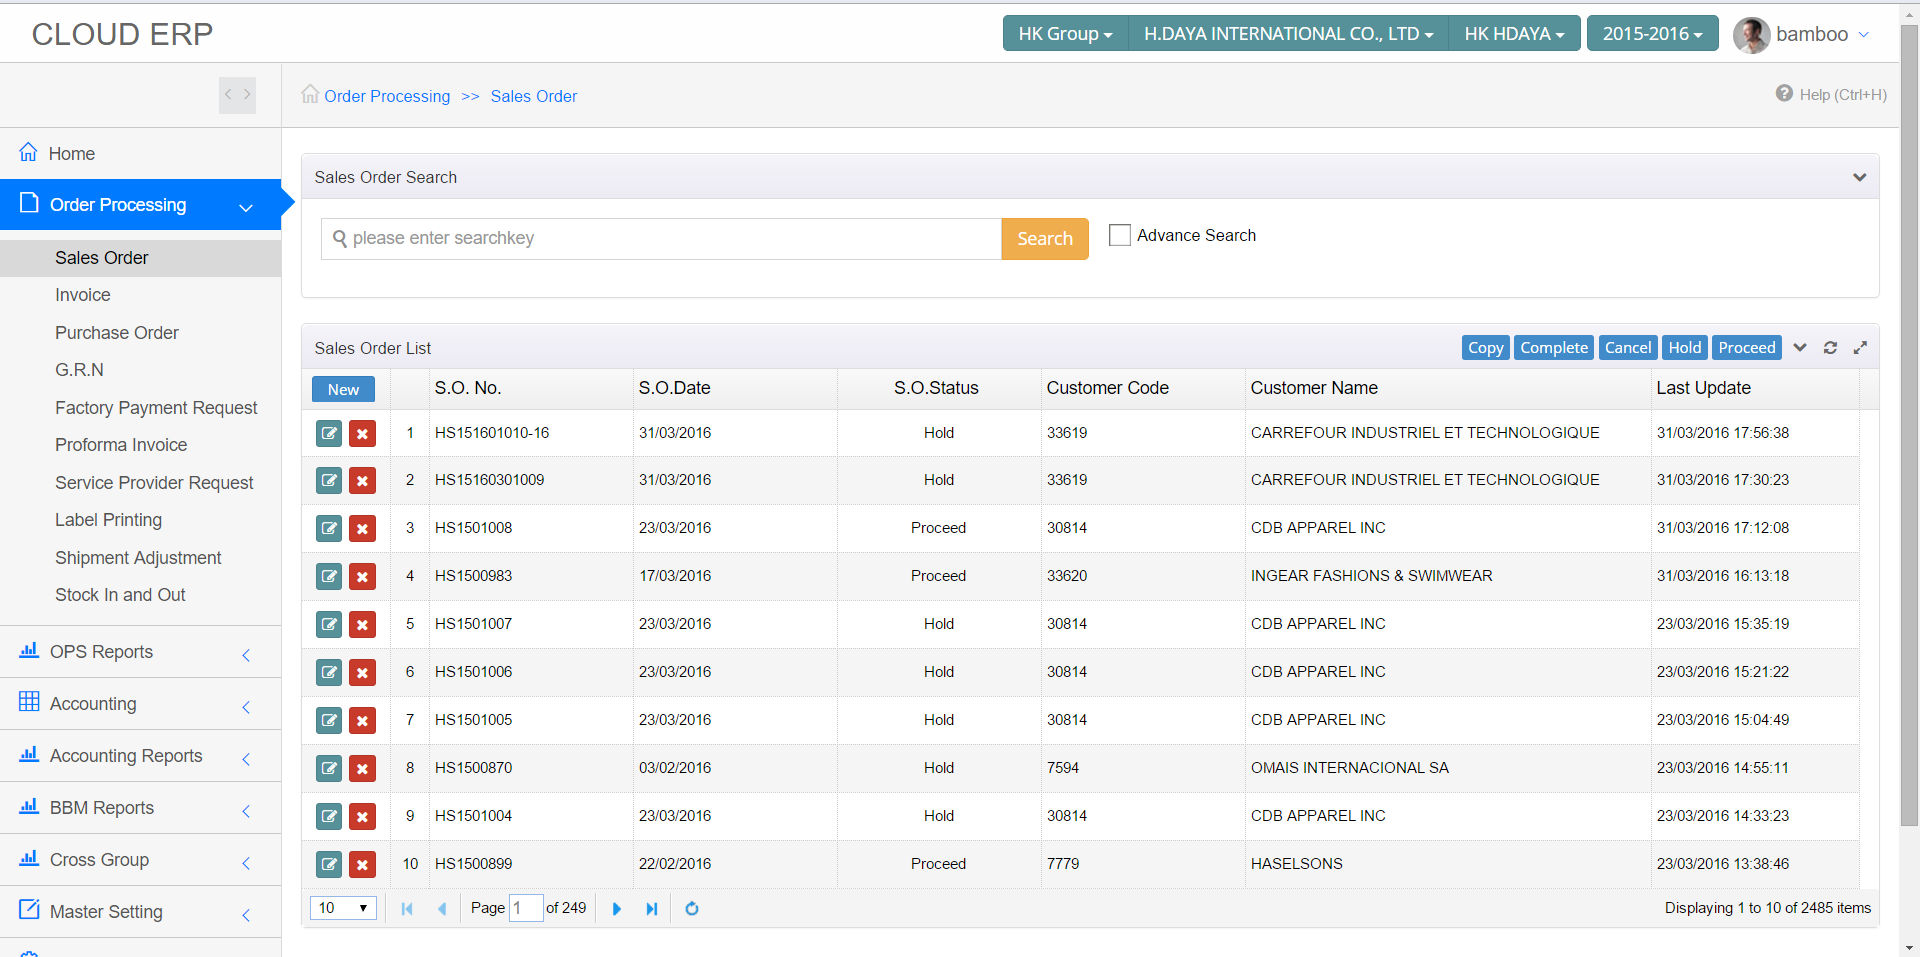 CLOUD ERP
HK Group H.DAYA INTERNATIONAL CO., LTD HK HDAYA 2015-2016 bamboo
Order Processing >> Sales Order
Help (Ctrl+H)
Home
Order Processing
Sales Order
Invoice
Purchase Order
G.R.N
Factory Payment Request
Proforma Invoice
Service Provider Request
Label Printing
Shipment Adjustment
Stock In and Out
OPS Reports
Accounting
Accounting Reports
BBM Reports
Cross Group
Master Setting
Sales Order Search
please enter searchkey Search Advance Search
Sales Order List Copy Complete Cancel Hold Proceed
New S.O. No. S.O.Date S.O.Status Customer Code Customer Name Last Update
1 HS151601010-16 31/03/2016 Hold 33619 CARREFOUR INDUSTRIEL ET TECHNOLOGIQUE 31/03/2016 17:56:38
2 HS15160301009 31/03/2016 Hold 33619 CARREFOUR INDUSTRIEL ET TECHNOLOGIQUE 31/03/2016 17:30:23
3 HS1501008 23/03/2016 Proceed 30814 CDB APPAREL INC 31/03/2016 17:12:08
4 HS1500983 17/03/2016 Proceed 33620 INGEAR FASHIONS & SWIMWEAR 31/03/2016 16:13:18
5 HS1501007 23/03/2016 Hold 30814 CDB APPAREL INC 23/03/2016 15:35:19
6 HS1501006 23/03/2016 Hold 30814 CDB APPAREL INC 23/03/2016 15:21:22
7 HS1501005 23/03/2016 Hold 30814 CDB APPAREL INC 23/03/2016 15:04:49
8 HS1500870 03/02/2016 Hold 7594 OMAIS INTERNACIONAL SA 23/03/2016 14:55:11
9 HS1501004 23/03/2016 Hold 30814 CDB APPAREL INC 23/03/2016 14:33:23
10 HS1500899 22/02/2016 Proceed 7779 HASELSONS 23/03/2016 13:38:46
10 Page 1 of 249 Displaying 1 to 10 of 2485 items